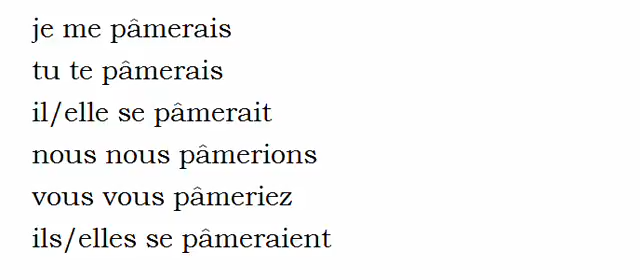 je me pâmerais
tu te pâmerais
il/elle se pâmerait
nous nous pâmerions
vous vous pâmeriez
ils/elles se pâmeraient